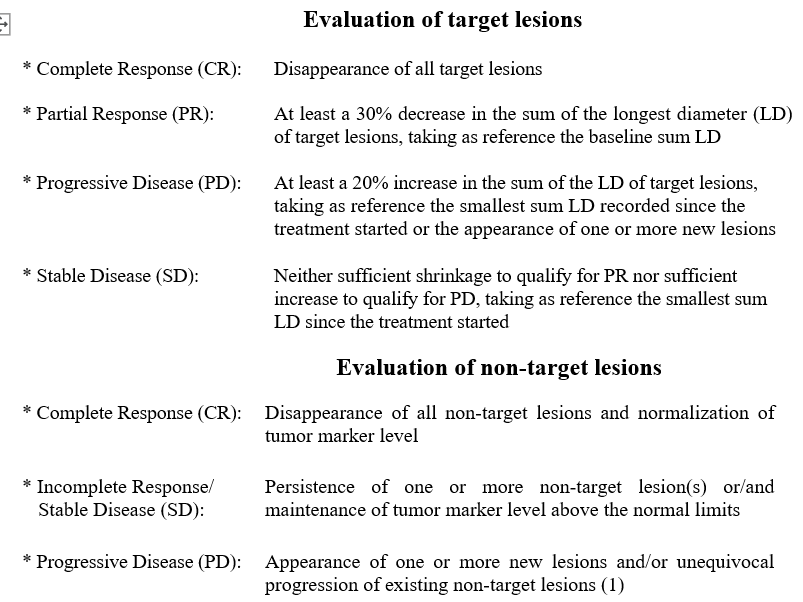 Evaluation of target lesions
* Complete Response (CR): Disappearance of all target lesions
* Partial Response (PR): At least a 30% decrease in the sum of the longest diameter (LD)
of target lesions, taking as reference the baseline sum LD
* Progressive Disease (PD): At least a 20% increase in the sum of the LD of target lesions,
taking as reference the smallest sum LD recorded since the
treatment started or the appearance of one or more new lesions
* Stable Disease (SD): Neither sufficient shrinkage to qualify for PR nor sufficient
increase to qualify for PD, taking as reference the smallest sum
LD since the treatment started
Evaluation of non-target lesions
* Complete Response (CR): Disappearance of all non-target lesions and normalization of
tumor marker level
* Incomplete Response/ Persistence of one or more non-target lesion(s) or/and
Stable Disease (SD): maintenance of tumor marker level above the normal limits
* Progressive Disease (PD): Appearance of one or more new lesions and/or unequivocal
progression of existing non-target lesions (1)